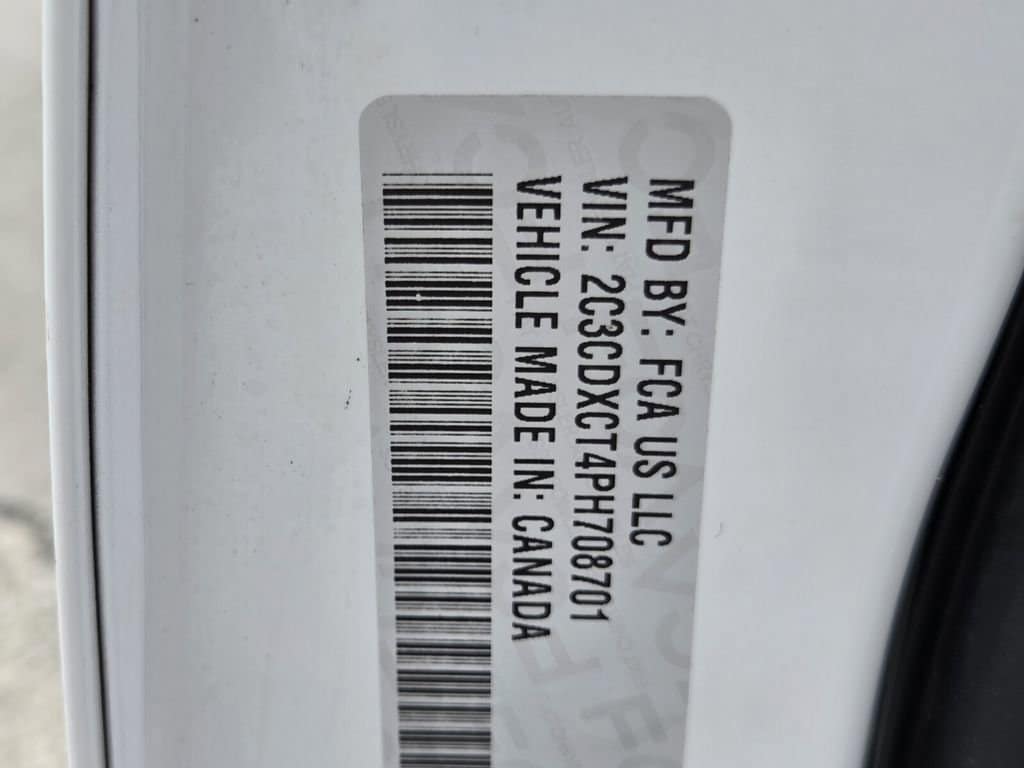 MFD BY: FCA US LLC
VIN: 2C3CDXCT4PH708701
VEHICLE MADE IN: CANADA